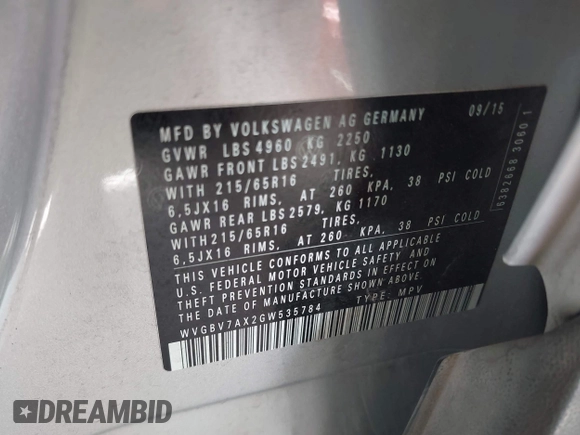 MFD BY VOLKSWAGEN AG GERMANY 09/15
GVWR LBS 4960 KG 2250
GAWR FRONT LBS 2491, KG 1130
WITH 215/65R16 TIRES,
6,5JX16 RIMS, AT 260 KPA, 38 PSI COLD
GAWR REAR LBS 2579, KG 1170
WITH 215/65R16 TIRES,
6,5JX16 RIMS, AT 260 KPA, 38 PSI COLD
THIS VEHICLE CONFORMS TO ALL APPLICABLE
U.S. FEDERAL MOTOR VEHICLE SAFETY AND
THEFT PREVENTION STANDARDS IN EFFECT ON
THE DATE OF MANUFACTURE SHOWN ABOVE
WVGBV7AX2GW535784 TYPE: MPV
5382668 3060 1
DREAMBID